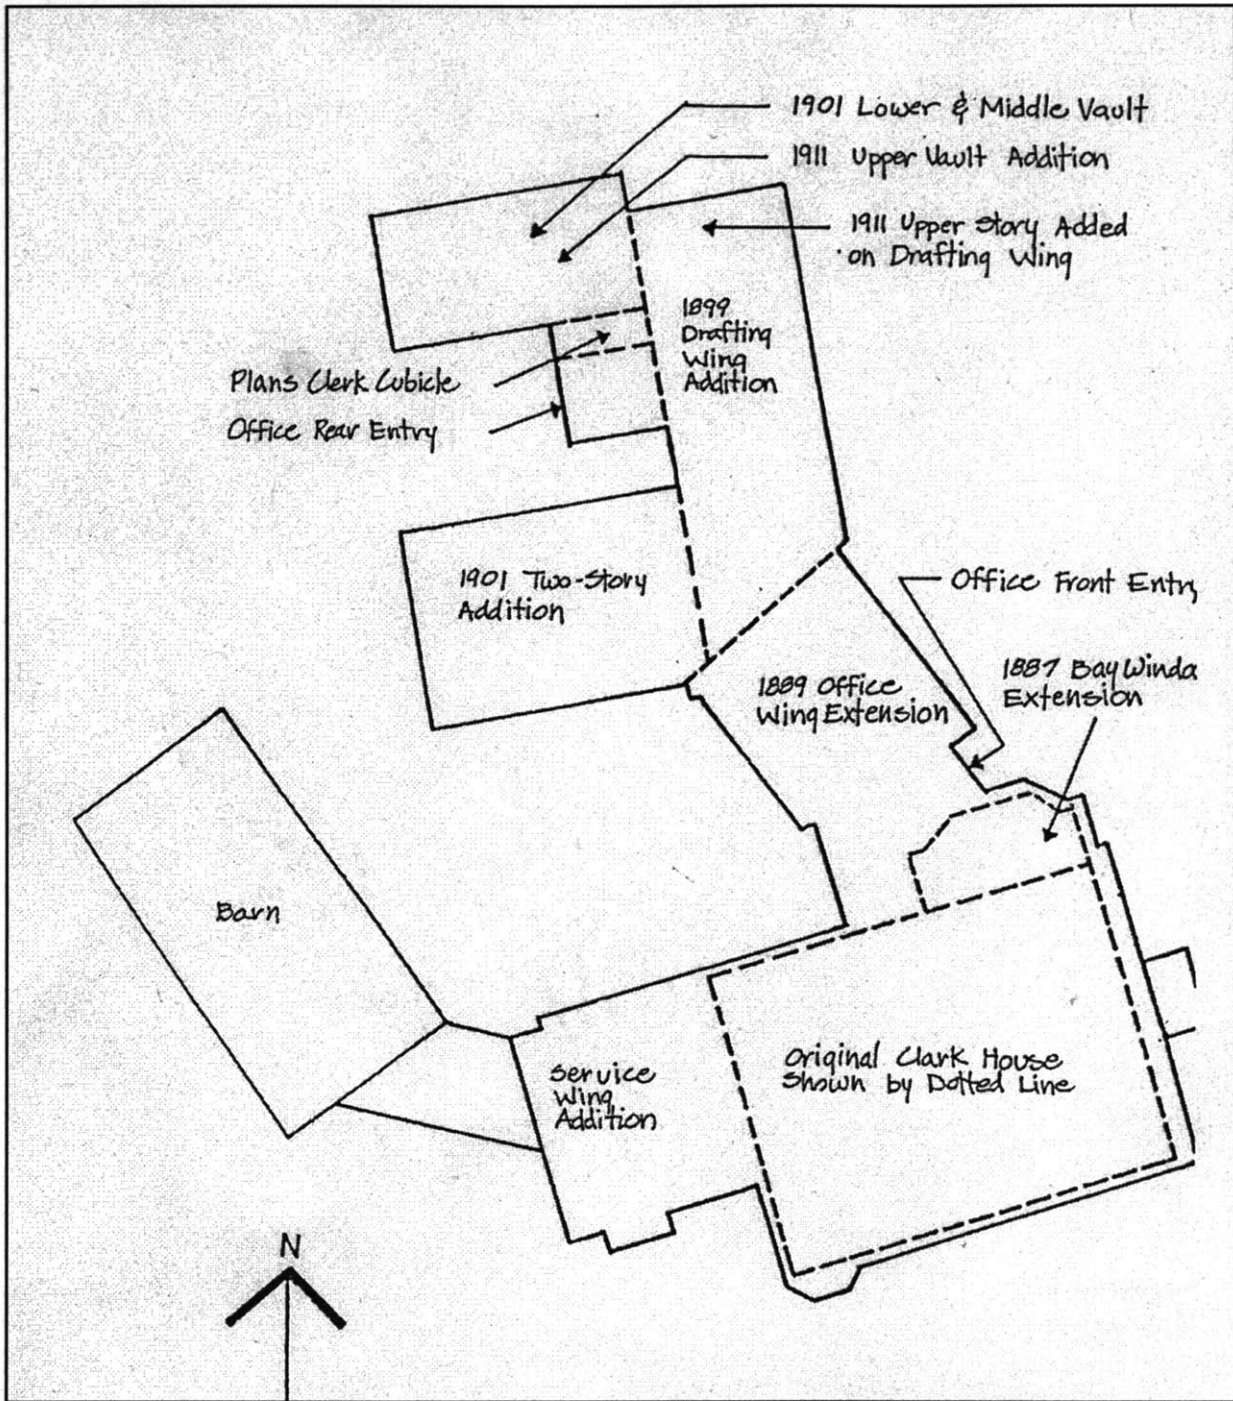 1901 Lower & Middle Vault
1911 Upper Vault Addition
1911 Upper Story Added
on Drafting Wing
1899
Drafting
Wing
Addition
Plans Clerk Cubicle
Office Rear Entry
1901 Two-Story
Addition
Office Front Entry
1889 Office
Wing Extension
1887 Bay Windo
Extension
Barn
Service
Wing
Addition
Original Clark House
Shown by Dotted Line
N